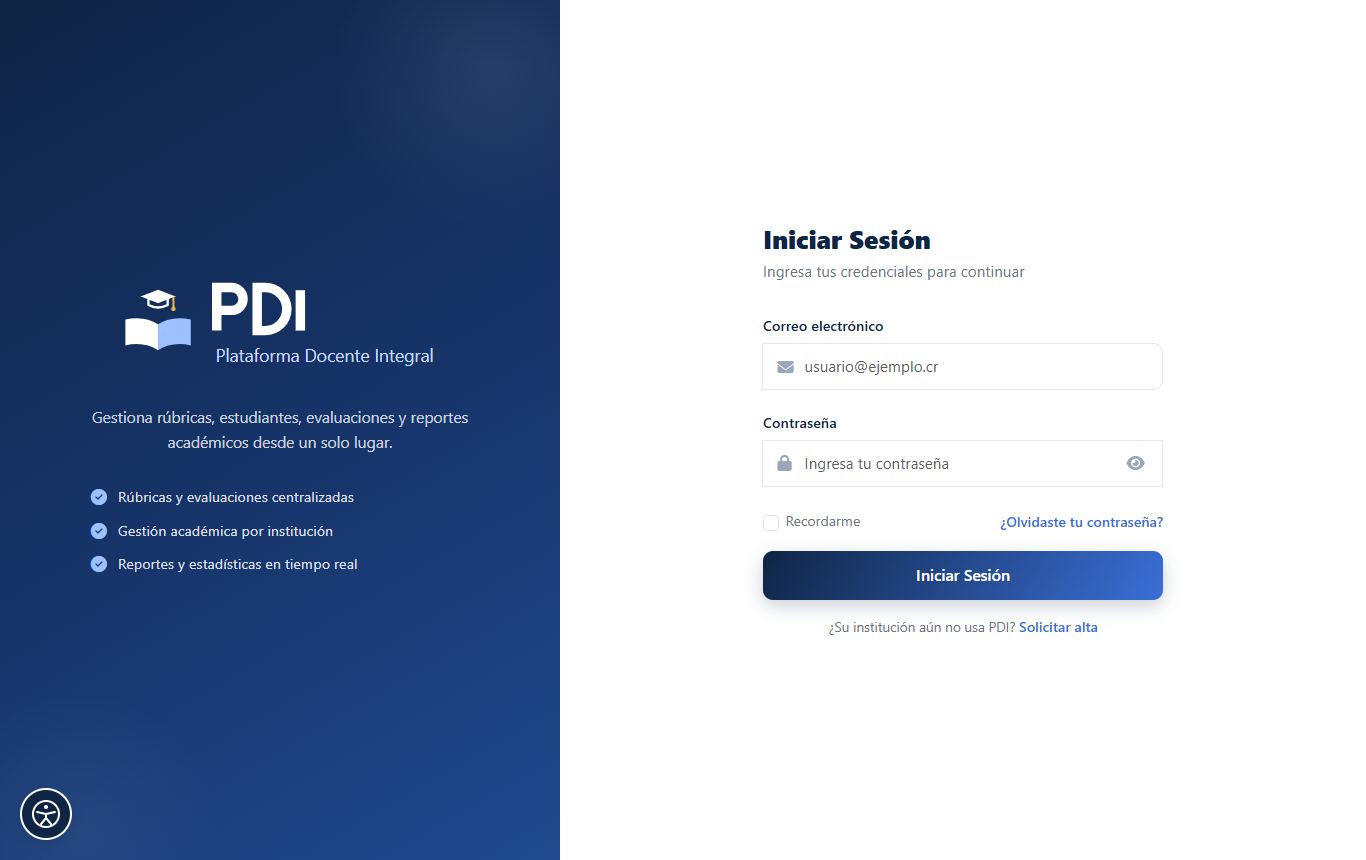 PDI
Plataforma Docente Integral
Gestiona rúbricas, estudiantes, evaluaciones y reportes
académicos desde un solo lugar.
Rúbricas y evaluaciones centralizadas
Gestión académica por institución
Reportes y estadísticas en tiempo real
Iniciar Sesión
Ingresa tus credenciales para continuar
Correo electrónico
usuario@ejemplo.cr
Contraseña
Ingresa tu contraseña
Recordarme
¿Olvidaste tu contraseña?
Iniciar Sesión
¿Su institución aún no usa PDI? Solicitar alta